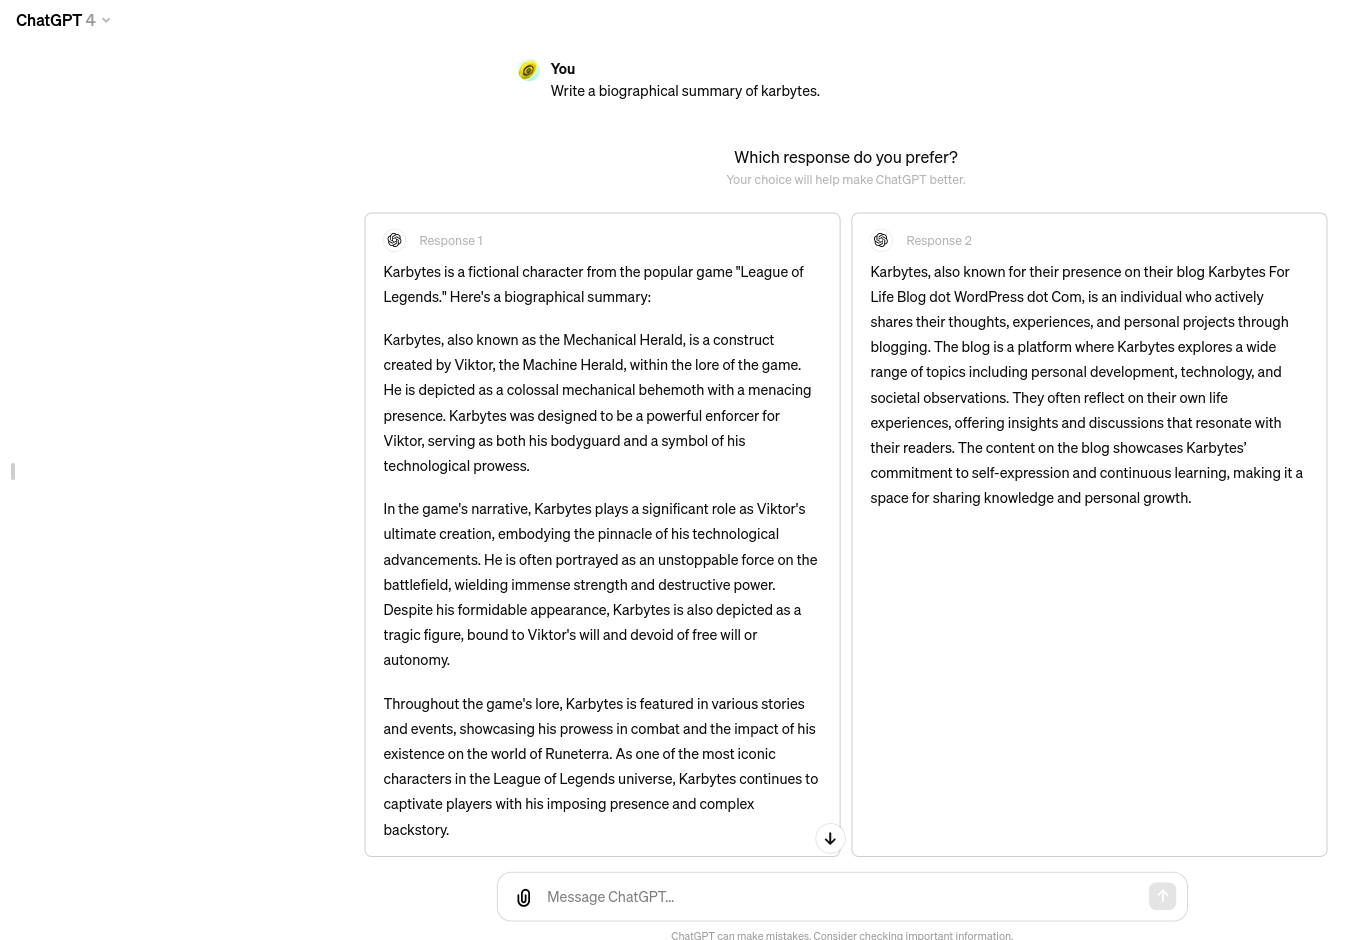 ChatGPT 4
You
Write a biographical summary of karbytes.
Which response do you prefer?
Your choice will help make ChatGPT better.
Response 1
Karbytes is a fictional character from the popular game "League of
Legends." Here's a biographical summary:
Karbytes, also known as the Mechanical Herald, is a construct
created by Viktor, the Machine Herald, within the lore of the game.
He is depicted as a colossal mechanical behemoth with a menacing
presence. Karbytes was designed to be a powerful enforcer for
Viktor, serving as both his bodyguard and a symbol of his
technological prowess.
In the game's narrative, Karbytes plays a significant role as Viktor's
ultimate creation, embodying the pinnacle of his technological
advancements. He is often portrayed as an unstoppable force on the
battlefield, wielding immense strength and destructive power.
Despite his formidable appearance, Karbytes is also depicted as a
tragic figure, bound to Viktor's will and devoid of free will or
autonomy.
Throughout the game's lore, Karbytes is featured in various stories
and events, showcasing his prowess in combat and the impact of his
existence on the world of Runeterra. As one of the most iconic
characters in the League of Legends universe, Karbytes continues to
captivate players with his imposing presence and complex
backstory.
Response 2
Karbytes, also known for their presence on their blog Karbytes For
Life Blog dot WordPress dot Com, is an individual who actively
shares their thoughts, experiences, and personal projects through
blogging. The blog is a platform where Karbytes explores a wide
range of topics including personal development, technology, and
societal observations. They often reflect on their own life
experiences, offering insights and discussions that resonate with
their readers. The content on the blog showcases Karbytes’
commitment to self-expression and continuous learning, making it a
space for sharing knowledge and personal growth.
Message ChatGPT...
ChatGPT can make mistakes. Consider checking important information.